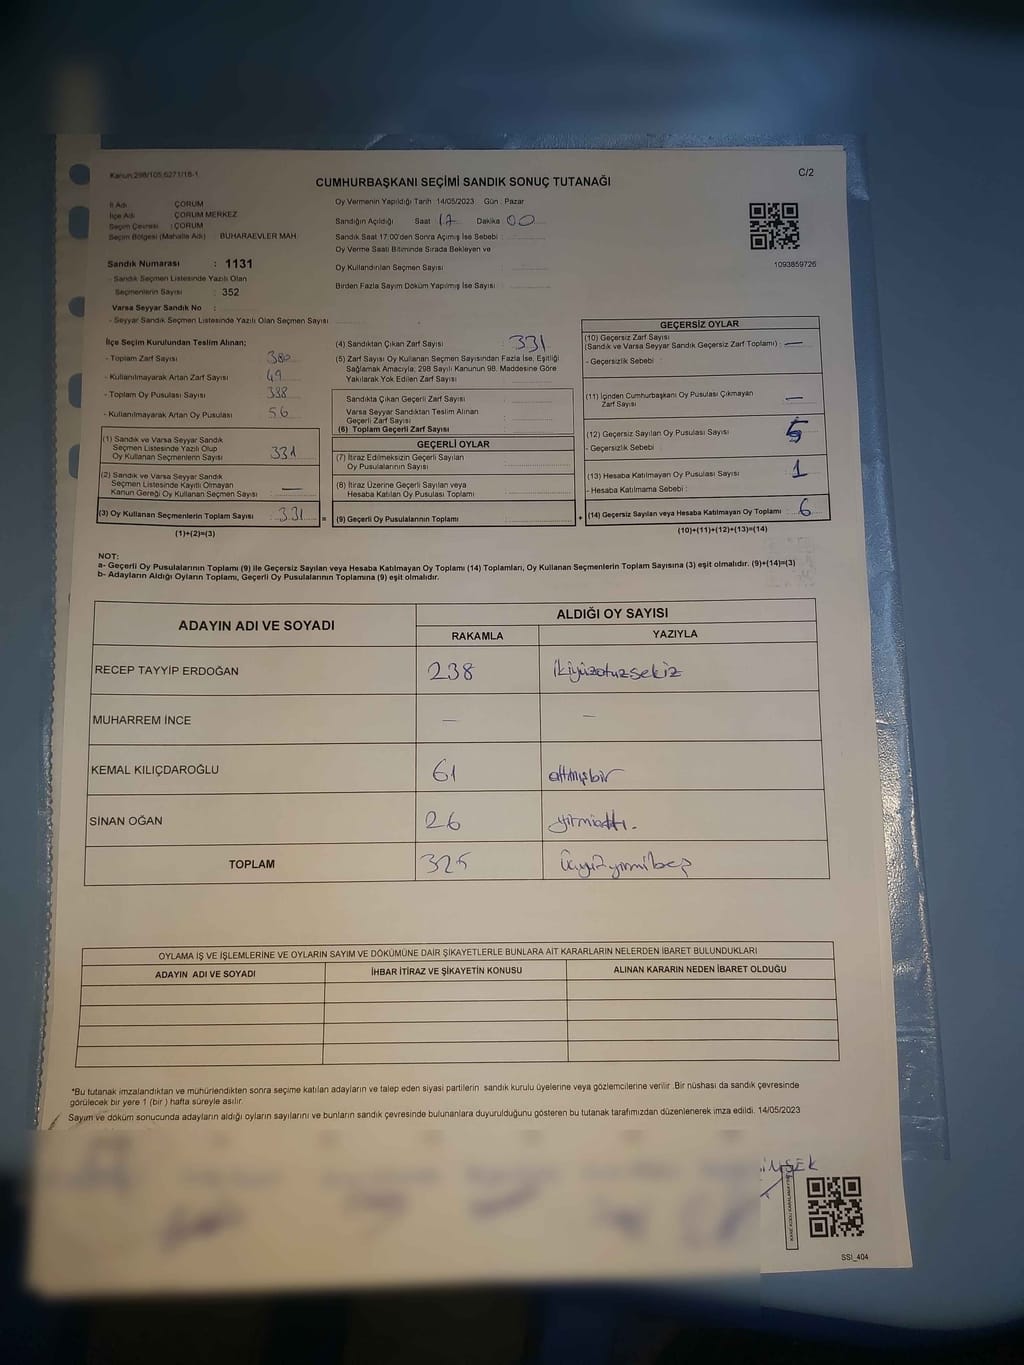 Kanun:298/105,6271/18-1
C/2
CUMHURBAŞKANI SEÇİMİ SANDIK SONUÇ TUTANAĞI
İl Adı : ÇORUM
İlçe Adı : ÇORUM MERKEZ
Seçim Çevresi : ÇORUM
Seçim Bölgesi (Mahalle Adı) : BUHARAEVLER MAH.
Sandık Numarası : 1131
- Sandık Seçmen Listesinde Yazılı Olan
Seçmenlerin Sayısı : 352
Varsa Seyyar Sandık No :
- Seyyar Sandık Seçmen Listesinde Yazılı Olan Seçmen Sayısı
Oy Vermenin Yapıldığı Tarih 14/05/2023 Gün : Pazar
Sandığın Açıldığı Saat 17 Dakika 00
Sandık Saat 17:00'den Sonra Açımış İse Sebebi :
Oy Verme Saati Bitiminde Sırada Bekleyen ve
Oy Kullandırılan Seçmen Sayısı
Birden Fazla Sayım Döküm Yapılmış İse Sayısı :
1093859726
İlçe Seçim Kurulundan Teslim Alınan;
- Toplam Zarf Sayısı : 380
- Kullanılmayarak Artan Zarf Sayısı : 49
- Toplam Oy Pusulası Sayısı : 388
- Kullanılmayarak Artan Oy Pusulası : 56
(1) Sandık ve Varsa Seyyar Sandık
Seçmen Listesinde Yazılı Olup
Oy Kullanan Seçmenlerin Sayısı : 331
(2) Sandık ve Varsa Seyyar Sandık
Seçmen Listesinde Kayıtlı Olmayan
Kanun Gereği Oy Kullanan Seçmen Sayısı : —
(3) Oy Kullanan Seçmenlerin Toplam Sayısı : 331 =
(1)+(2)=(3)
(4) Sandıktan Çıkan Zarf Sayısı : 331
(5) Zarf Sayısı Oy Kullanan Seçmen Sayısından Fazla İse, Eşitliği
Sağlamak Amacıyla; 298 Sayılı Kanunun 98. Maddesine Göre
Yakılarak Yok Edilen Zarf Sayısı :
Sandıkta Çıkan Geçerli Zarf Sayısı :
Varsa Seyyar Sandıktan Teslim Alınan
Geçerli Zarf Sayısı :
(6) Toplam Geçerli Zarf Sayısı :
GEÇERLİ OYLAR
(7) İtiraz Edilmeksizin Geçerli Sayılan
Oy Pusulalarının Sayısı :
(8) İtiraz Üzerine Geçerli Sayılan veya
Hesaba Katılan Oy Pusulası Toplamı :
(9) Geçerli Oy Pusulalarının Toplamı : +
GEÇERSİZ OYLAR
(10) Geçersiz Zarf Sayısı
(Sandık ve Varsa Seyyar Sandık Geçersiz Zarf Toplamı) : —
- Geçersizlik Sebebi :
(11) İçinden Cumhurbaşkanı Oy Pusulası Çıkmayan
Zarf Sayısı : —
(12) Geçersiz Sayılan Oy Pusulası Sayısı : 5
- Geçersizlik Sebebi :
(13) Hesaba Katılmayan Oy Pusulası Sayısı : 1
- Hesaba Katılmama Sebebi :
(14) Geçersiz Sayılan veya Hesaba Katılmayan Oy Toplamı : 6
(10)+(11)+(12)+(13)=(14)
NOT:
a- Geçerli Oy Pusulalarının Toplamı (9) ile Geçersiz Sayılan veya Hesaba Katılmayan Oy Toplamı (14) Toplamları, Oy Kullanan Seçmenlerin Toplam Sayısına (3) eşit olmalıdır. (9)+(14)=(3)
b- Adayların Aldığı Oyların Toplamı, Geçerli Oy Pusulalarının Toplamına (9) eşit olmalıdır.
ADAYIN ADI VE SOYADI
ALDIĞI OY SAYISI
RAKAMLA YAZIYLA
RECEP TAYYİP ERDOĞAN 238 ikiyüzotuzsekiz
MUHARREM İNCE — —
KEMAL KILIÇDAROĞLU 61 altmışbir
SİNAN OĞAN 26 yirmialtı.
TOPLAM 325 Üçyüzyirmibeş
OYLAMA İŞ VE İŞLEMLERİNE VE OYLARIN SAYIM VE DÖKÜMÜNE DAİR ŞİKAYETLERLE BUNLARA AİT KARARLARIN NELERDEN İBARET BULUNDUKLARI
ADAYIN ADI VE SOYADI İHBAR İTİRAZ VE ŞİKAYETİN KONUSU ALINAN KARARIN NEDEN İBARET OLDUĞU
*Bu tutanak imzalandıktan ve mühürlendikten sonra seçime katılan adayların ve talep eden siyasi partilerin sandık kurulu üyelerine veya gözlemcilerine verilir .Bir nüshası da sandık çevresinde
görülecek bir yere 1 (bir ) hafta süreyle asılır.
Sayım ve döküm sonucunda adayların aldığı oyların sayılarını ve bunların sandık çevresinde bulunanlara duyurulduğunu gösteren bu tutanak tarafımızdan düzenlenerek imza edildi. 14/05/2023
SSI_404